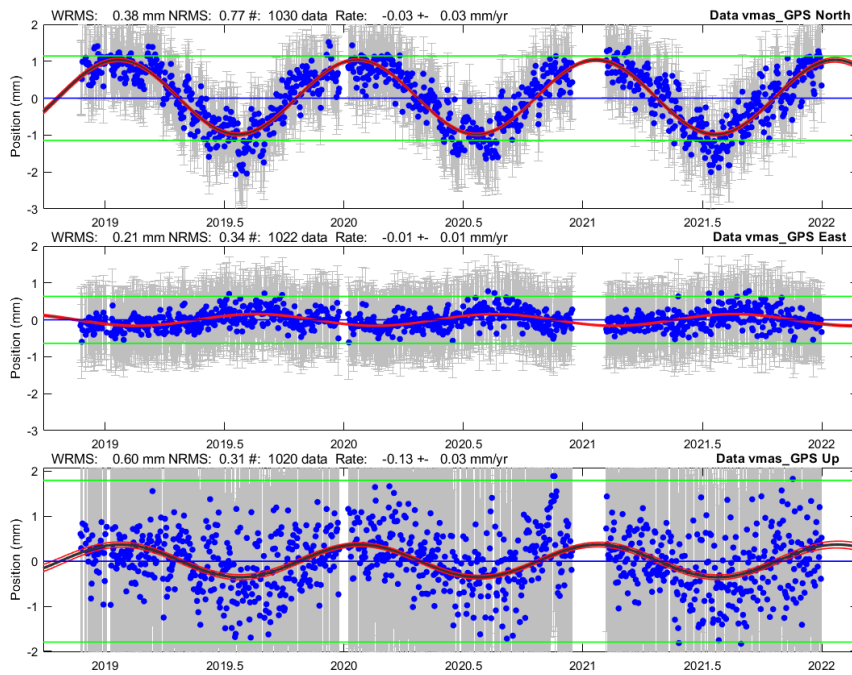 WRMS: 0.38 mm NRMS: 0.77 #: 1030 data Rate: -0.03 +- 0.03 mm/yr Data vmas_GPS North
2
1
0
-1
-2
-3
Position (mm)
2019 2019.5 2020 2020.5 2021 2021.5 2022
WRMS: 0.21 mm NRMS: 0.34 #: 1022 data Rate: -0.01 +- 0.01 mm/yr Data vmas_GPS East
2
1
0
-1
-2
-3
Position (mm)
2019 2019.5 2020 2020.5 2021 2021.5 2022
WRMS: 0.60 mm NRMS: 0.31 #: 1020 data Rate: -0.13 +- 0.03 mm/yr Data vmas_GPS Up
2
1
0
-1
-2
Position (mm)
2019 2019.5 2020 2020.5 2021 2021.5 2022